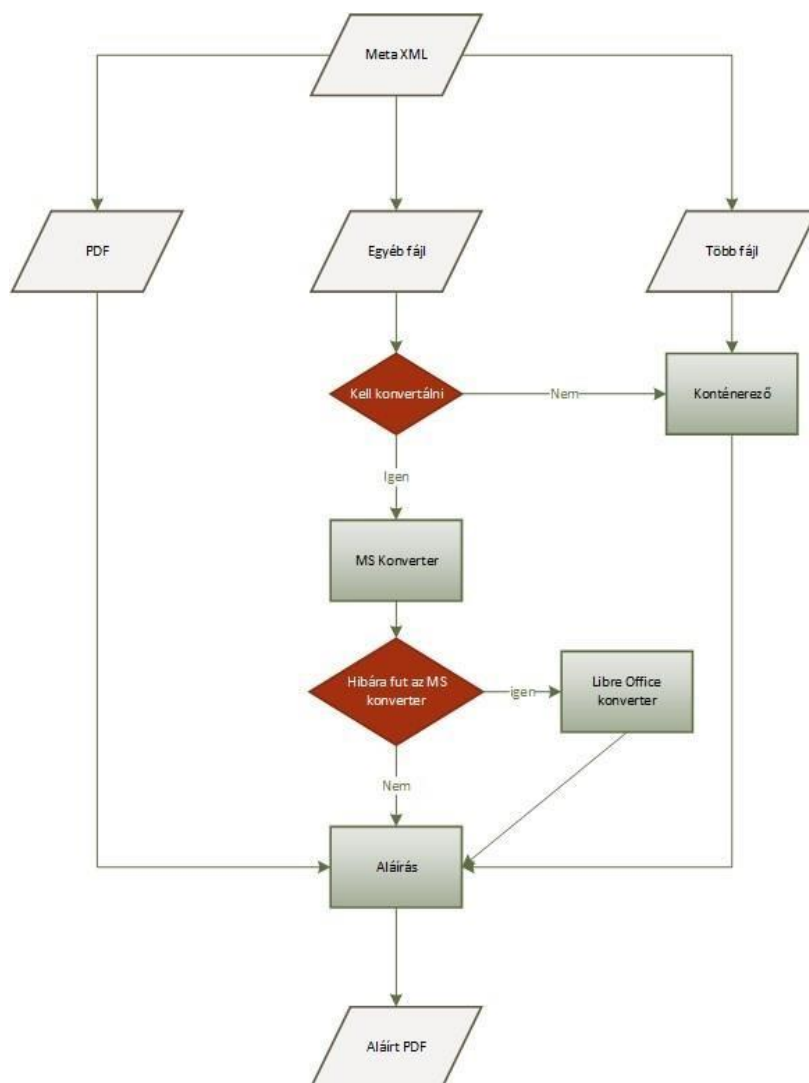 Meta XML
PDF
Egyéb fájl
Több fájl
Kell konvertálni
Nem
Konténerező
Igen
MS Konverter
Hibára fut az MS
konverter
igen
Libre Office
konverter
Nem
Aláírás
Aláírt PDF